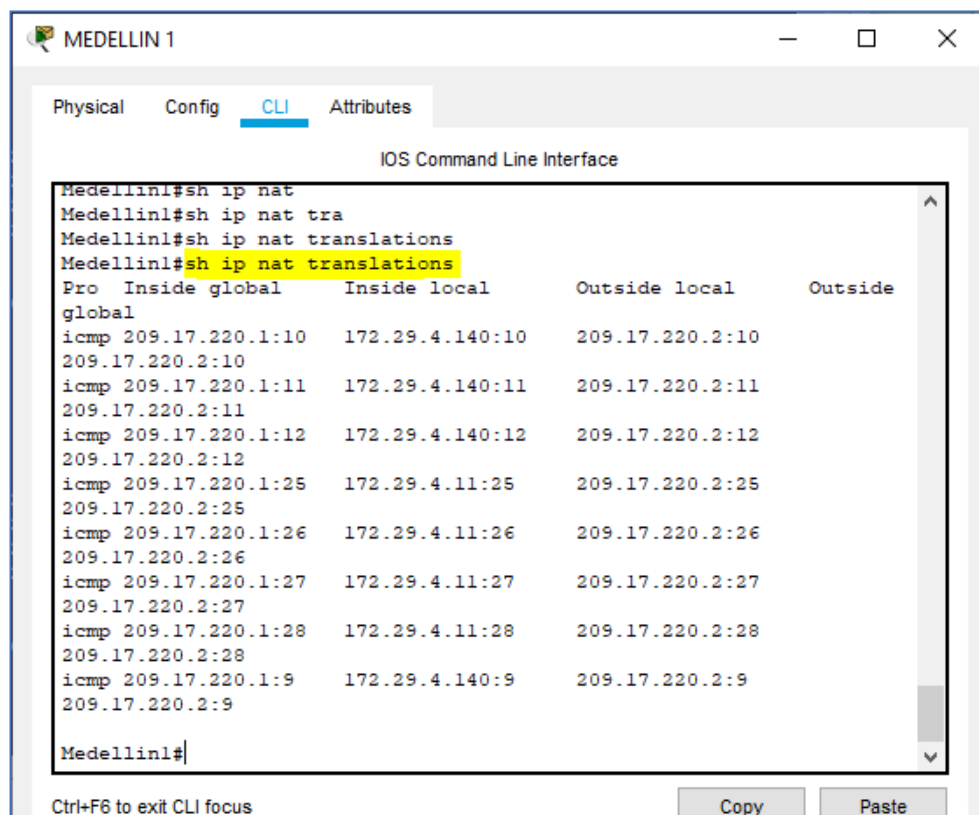 MEDELLIN 1
Physical Config CLI Attributes
IOS Command Line Interface
Medellin1#sh ip nat
Medellin1#sh ip nat tra
Medellin1#sh ip nat translations
Medellin1#sh ip nat translations
Pro Inside global Inside local Outside local Outside
global
icmp 209.17.220.1:10 172.29.4.140:10 209.17.220.2:10
209.17.220.2:10
icmp 209.17.220.1:11 172.29.4.140:11 209.17.220.2:11
209.17.220.2:11
icmp 209.17.220.1:12 172.29.4.140:12 209.17.220.2:12
209.17.220.2:12
icmp 209.17.220.1:25 172.29.4.11:25 209.17.220.2:25
209.17.220.2:25
icmp 209.17.220.1:26 172.29.4.11:26 209.17.220.2:26
209.17.220.2:26
icmp 209.17.220.1:27 172.29.4.11:27 209.17.220.2:27
209.17.220.2:27
icmp 209.17.220.1:28 172.29.4.11:28 209.17.220.2:28
209.17.220.2:28
icmp 209.17.220.1:9 172.29.4.140:9 209.17.220.2:9
209.17.220.2:9
Medellin1#
Ctrl+F6 to exit CLI focus Copy Paste